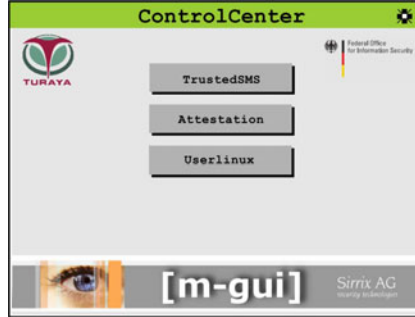 ControlCenter
TURAYA
Federal Office
for Information Security
TrustedSMS
Attestation
Userlinux
[m-gui]
Sirrix AG
security technologies